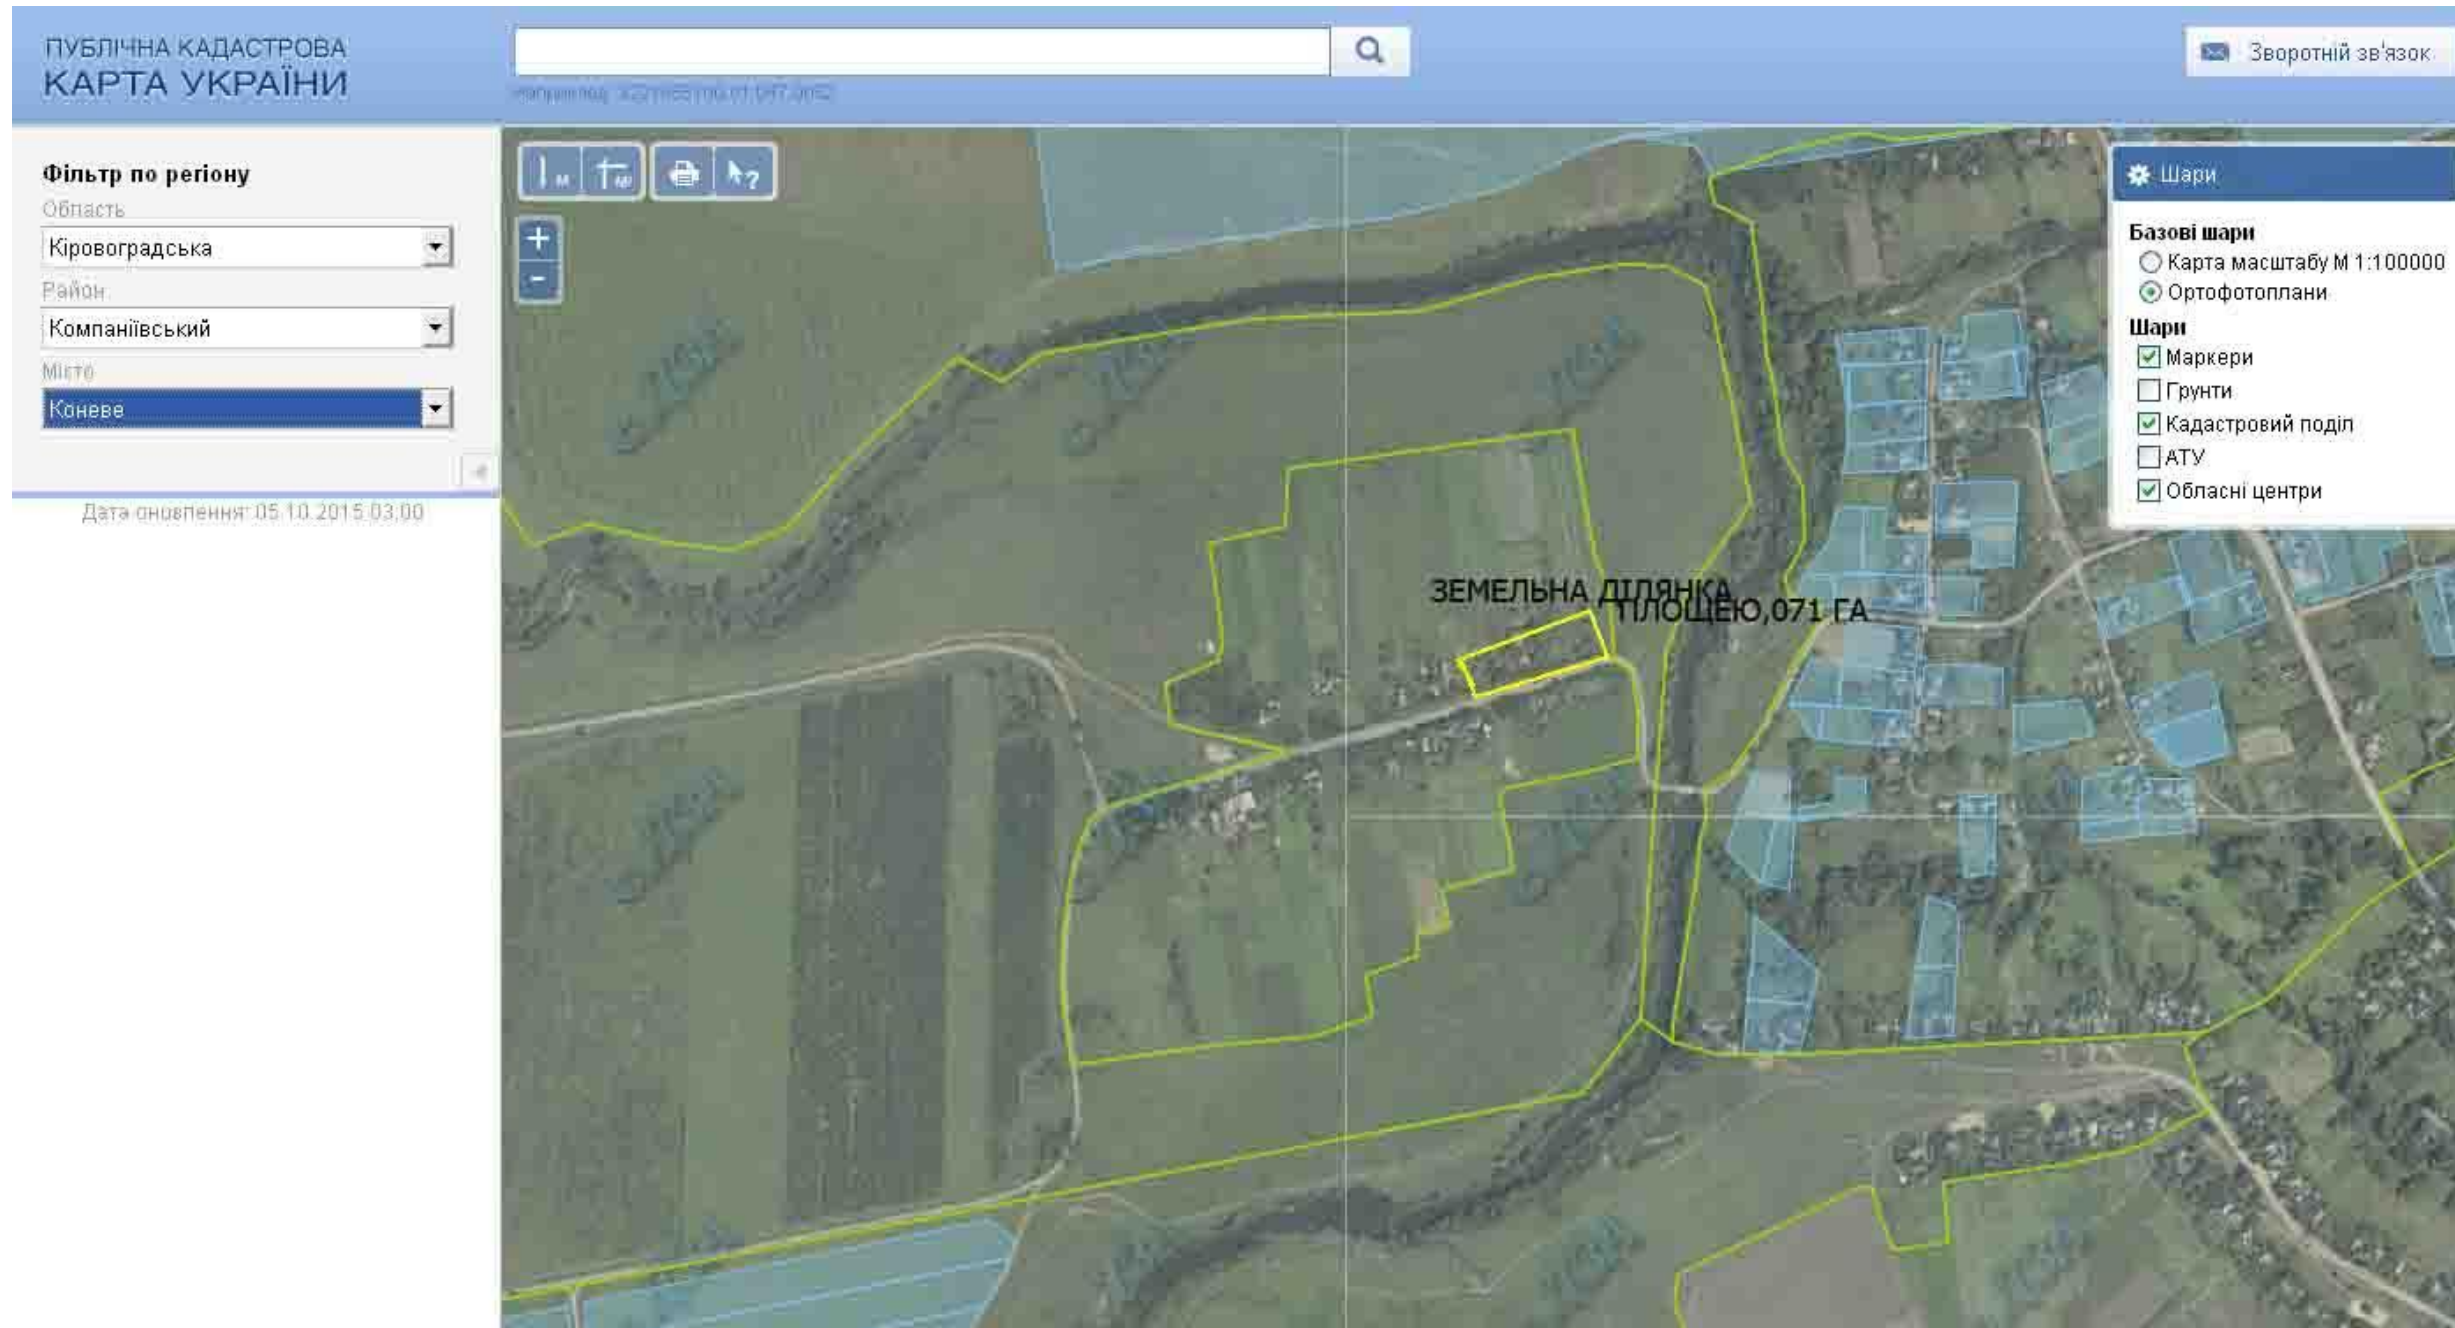 ПУБЛІЧНА КАДАСТРОВА
КАРТА УКРАЇНИ
Зворотній зв'язок
Фільтр по регіону
Область
Кіровоградська
Район
Компаніївський
Місто
Коневе
Дата оновлення: 05.10.2015 03:00
+
-
М
?
ЗЕМЕЛЬНА ДІЛЯНКА
ПЛОЩЕЮ,071 ГА
Шари
Базові шари
Карта масштабу М 1:100000
Ортофотоплани
Шари
Маркери
Грунти
Кадастровий поділ
АТУ
Обласні центри